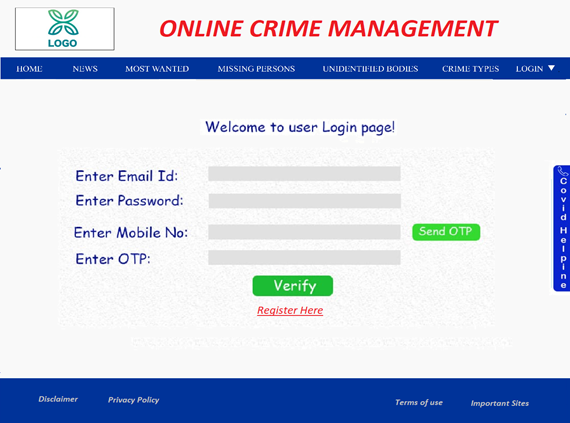 LOGO
ONLINE CRIME MANAGEMENT
HOME NEWS MOST WANTED MISSING PERSONS UNIDENTIFIED BODIES CRIME TYPES LOGIN
Welcome to user Login page!
Enter Email Id:
Enter Password:
Enter Mobile No: Send OTP
Enter OTP:
Verify
Register Here
Covid Helpine
Disclaimer Privacy Policy Terms of use Important Sites